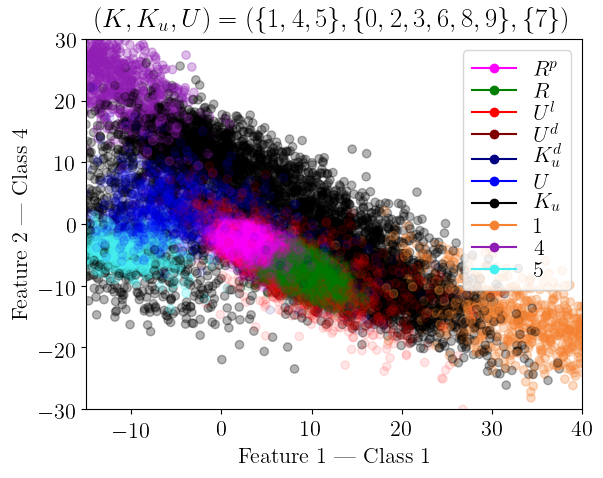 (K, K_u, U) = ({1, 4, 5}, {0, 2, 3, 6, 8, 9}, {7})
30
20
10
0
−10
−20
−30
Feature 2 — Class 4
R^p
R
U^l
U^d
K_u^d
U
K_u
1
4
5
−10 0 10 20 30 40
Feature 1 — Class 1